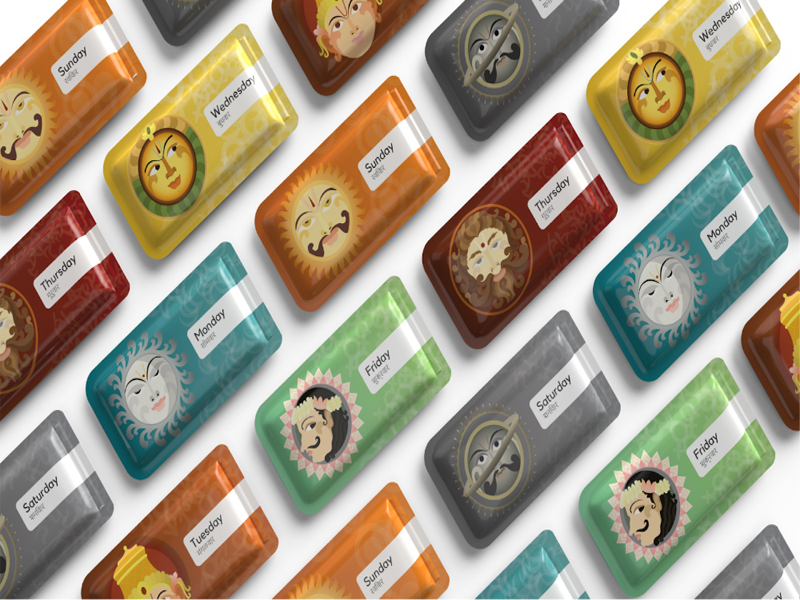 Wednesday
बुधवार
Sunday
रविवार
Wednesday
बुधवार
Sunday
रविवार
Thursday
गुरुवार
Monday
सोमवार
Thursday
गुरुवार
Monday
सोमवार
Friday
शुक्रवार
Saturday
शनिवार
Friday
शुक्रवार
Saturday
शनिवार
Tuesday
मंगलवार
Sunday
रविवार